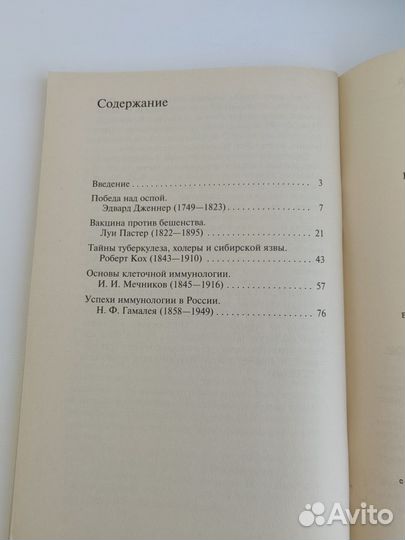 Содержание
Введение . . . . . . . . . . . . . . . . . . . . . . . . . . . . . . . . . . . . 3
Победа над оспой.
Эдвард Дженнер (1749—1823) . . . . . . . . . . . . . . . . . 7
Вакцина против бешенства.
Луи Пастер (1822—1895) . . . . . . . . . . . . . . . . . . . . . . 21
Тайны туберкулеза, холеры и сибирской язвы.
Роберт Кох (1843—1910) . . . . . . . . . . . . . . . . . . . . . . 43
Основы клеточной иммунологии.
И. И. Мечников (1845—1916) . . . . . . . . . . . . . . . . . . 57
Успехи иммунологии в России.
Н. Ф. Гамалея (1858—1949) . . . . . . . . . . . . . . . . . . . . 76
Avito